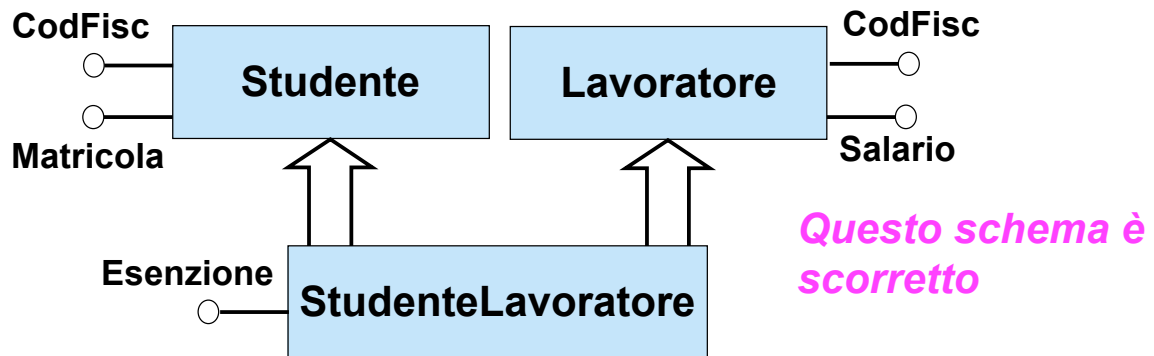 CodFisc
Studente
Matricola
Lavoratore
CodFisc
Salario
Esenzione
StudenteLavoratore
Questo schema è
scorretto